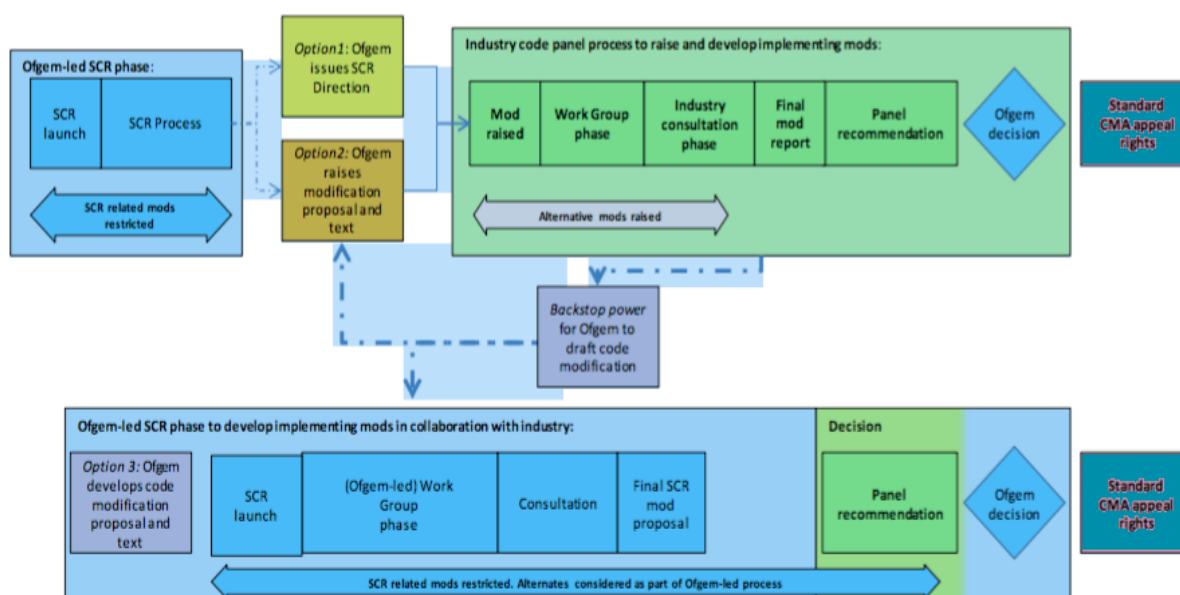 Ofgem-led SCR phase:
SCR
launch
SCR Process
SCR related mods
restricted
Option1: Ofgem
issues SCR
Direction
Option2: Ofgem
raises
modification
proposal and
text
Industry code panel process to raise and develop implementing mods:
Mod
raised
Work Group
phase
Industry
consultation
phase
Final
mod
report
Panel
recommendation
Ofgem
decision
Alternative mods raised
Standard
CMA appeal
rights
Backstop power
for Ofgem to
draft code
modification
Ofgem-led SCR phase to develop implementing mods in collaboration with industry:
Option 3: Ofgem
develops code
modification
proposal and
text
SCR
launch
(Ofgem-led) Work
Group
phase
Consultation
Final SCR
mod
proposal
Decision
Panel
recommendation
Ofgem
decision
SCR related mods restricted. Alternates considered as part of Ofgem-led process
Standard
CMA appeal
rights